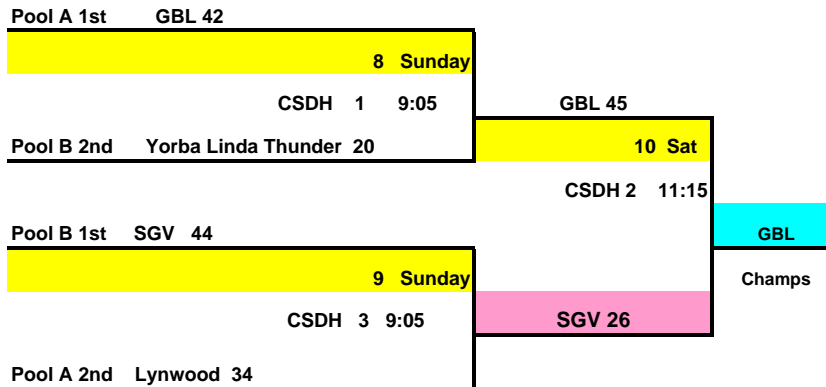 Pool A 1st GBL 42
8 Sunday
CSDH 1 9:05 GBL 45
Pool B 2nd Yorba Linda Thunder 20 10 Sat
CSDH 2 11:15
Pool B 1st SGV 44 GBL
9 Sunday Champs
CSDH 3 9:05 SGV 26
Pool A 2nd Lynwood 34